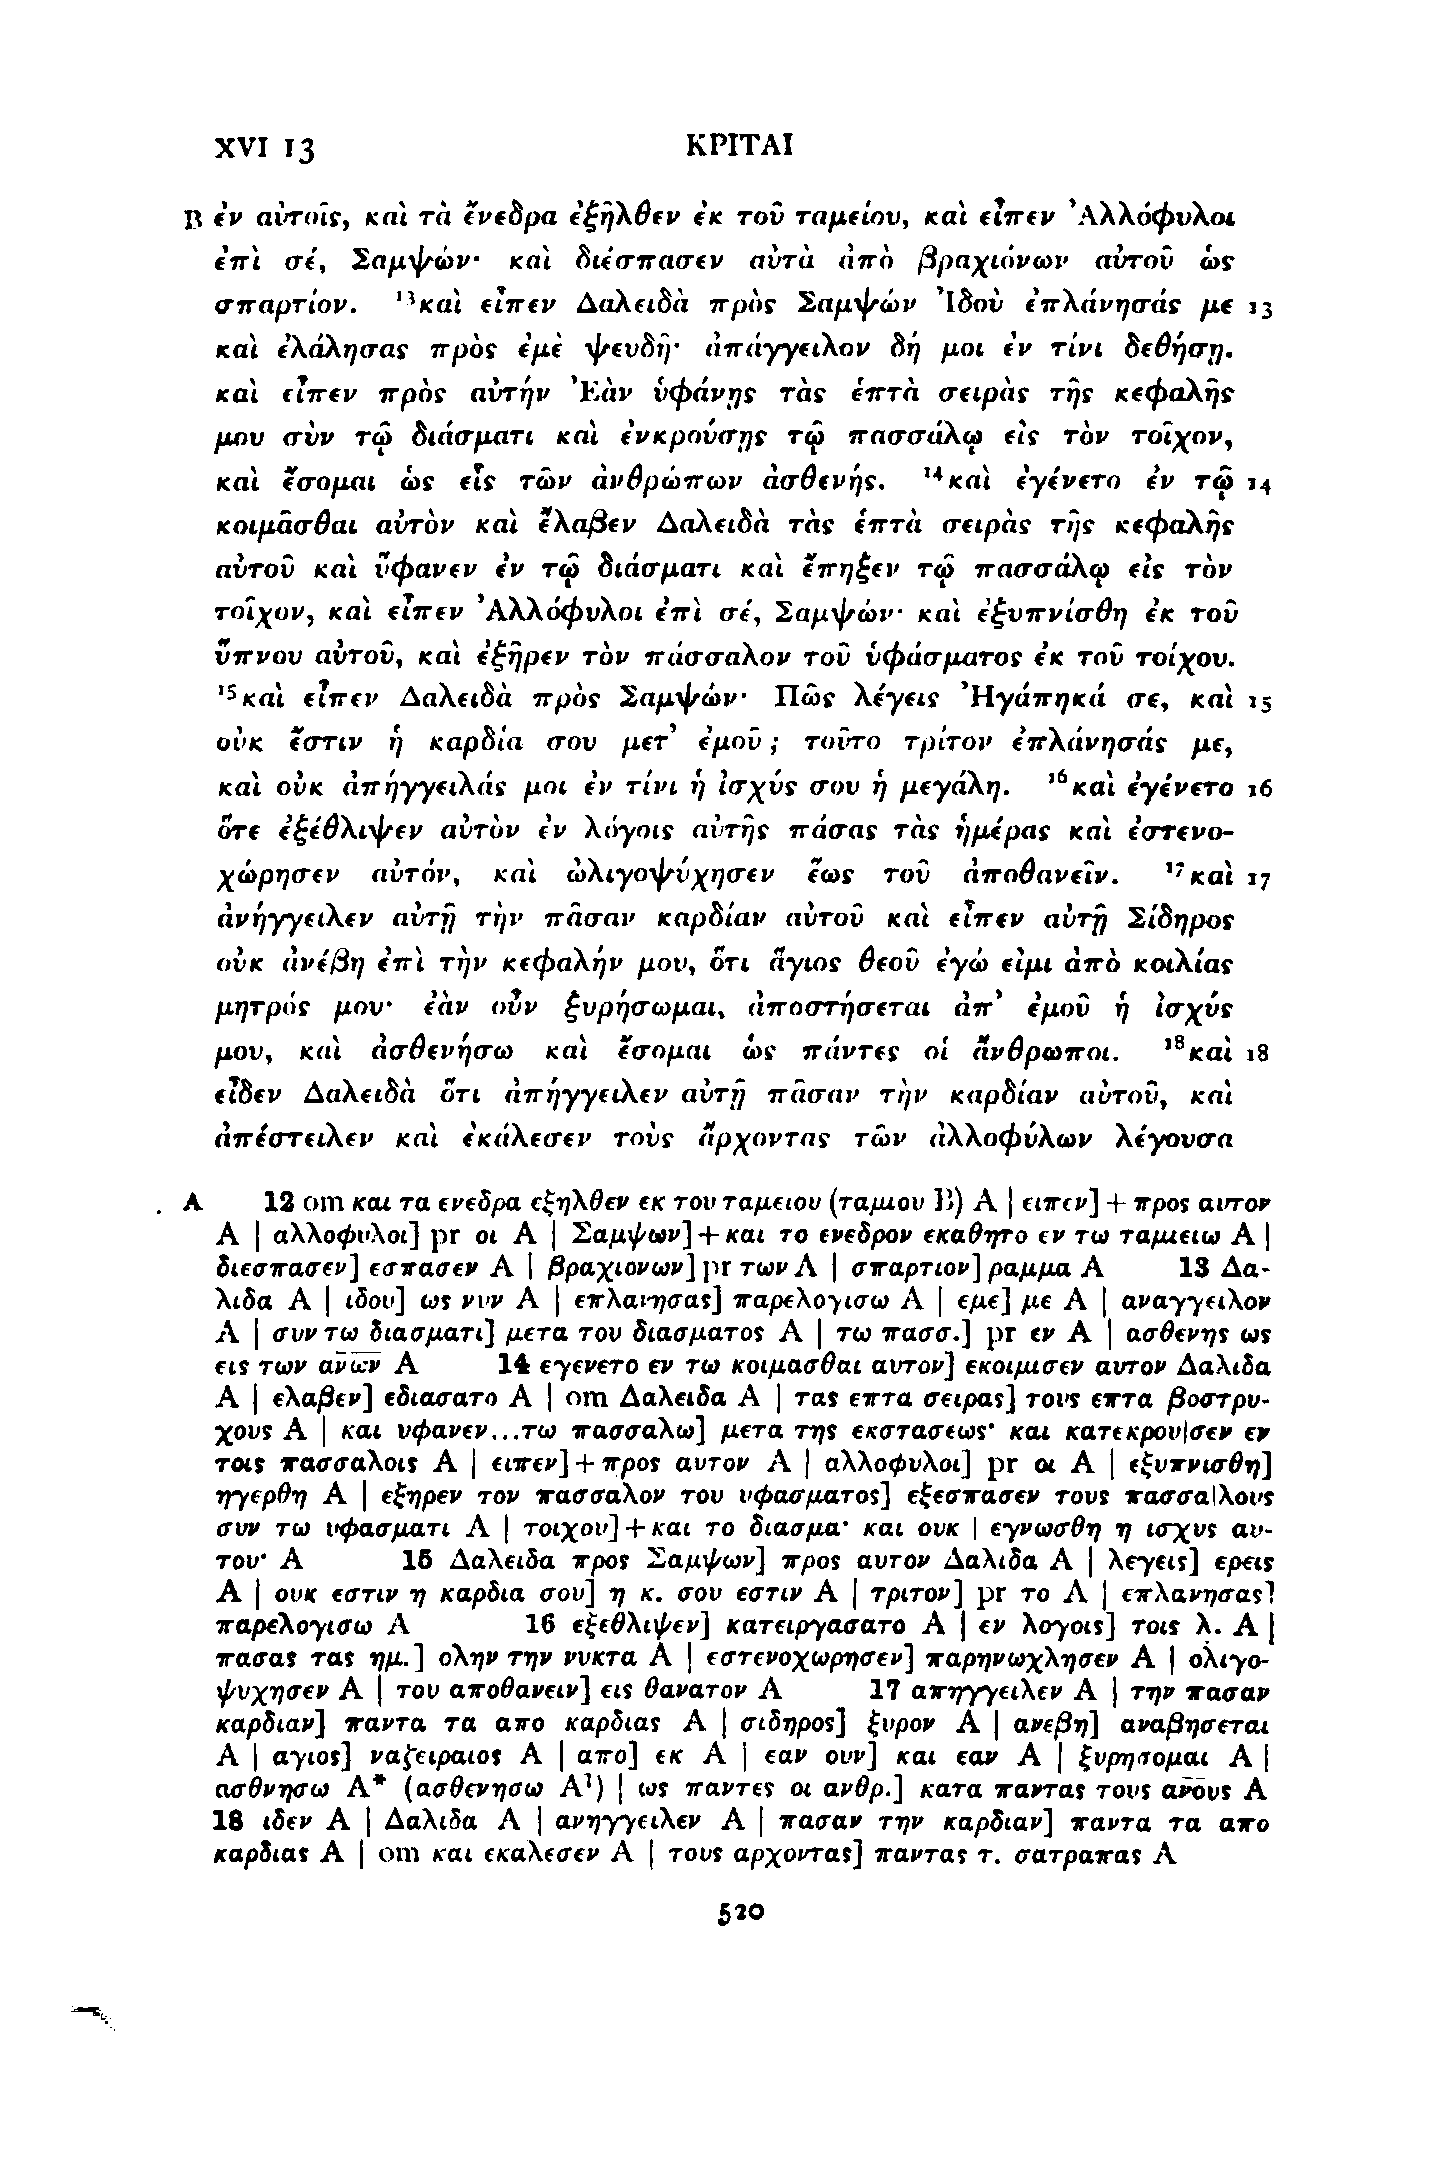 XVI 13 ΚΡΙΤΑΙ
B ἐν αὐτοῖς, καὶ τὰ ἔνεδρα ἐξῆλθεν ἐκ τοῦ ταμείου, καὶ εἶπεν Ἀλλόφυλοι
ἐπὶ σέ, Σαμψών· καὶ διέσπασεν αὐτὰ ἀπὸ βραχιόνων αὐτοῦ ὡς
σπαρτίον. ¹³καὶ εἶπεν Δαλειδὰ πρὸς Σαμψών Ἰδοὺ ἐπλάνησάς με 13
καὶ ἐλάλησας πρὸς ἐμὲ ψευδῆ· ἀπάγγειλον δή μοι ἐν τίνι δεθήσῃ.
καὶ εἶπεν πρὸς αὐτήν Ἐὰν ὑφάνῃς τὰς ἑπτὰ σειρὰς τῆς κεφαλῆς
μου σὺν τῷ διάσματι καὶ ἐνκρούσῃς τῷ πασσάλῳ εἰς τὸν τοῖχον,
καὶ ἔσομαι ὡς εἷς τῶν ἀνθρώπων ἀσθενής. ¹⁴καὶ ἐγένετο ἐν τῷ 14
κοιμᾶσθαι αὐτὸν καὶ ἔλαβεν Δαλειδὰ τὰς ἑπτὰ σειρὰς τῆς κεφαλῆς
αὐτοῦ καὶ ὕφανεν ἐν τῷ διάσματι καὶ ἔπηξεν τῷ πασσάλῳ εἰς τὸν
τοῖχον, καὶ εἶπεν Ἀλλόφυλοι ἐπὶ σέ, Σαμψών· καὶ ἐξυπνίσθη ἐκ τοῦ
ὕπνου αὐτοῦ, καὶ ἐξῆρεν τὸν πάσσαλον τοῦ ὑφάσματος ἐκ τοῦ τοίχου.
¹⁵καὶ εἶπεν Δαλειδὰ πρὸς Σαμψών· Πῶς λέγεις Ἠγάπηκά σε, καὶ 15
οὐκ ἔστιν ἡ καρδία σου μετ’ ἐμοῦ; τοῦτο τρίτον ἐπλάνησάς με,
καὶ οὐκ ἀπήγγειλάς μοι ἐν τίνι ἡ ἰσχύς σου ἡ μεγάλη. ¹⁶καὶ ἐγένετο 16
ὅτε ἐξέθλιψεν αὐτὸν ἐν λόγοις αὐτῆς πάσας τὰς ἡμέρας καὶ ἐστενο-
χώρησεν αὐτόν, καὶ ὠλιγοψύχησεν ἕως τοῦ ἀποθανεῖν. ¹⁷καὶ 17
ἀνήγγειλεν αὐτῇ τὴν πᾶσαν καρδίαν αὐτοῦ καὶ εἶπεν αὐτῇ Σίδηρος
οὐκ ἀνέβη ἐπὶ τὴν κεφαλήν μου, ὅτι ἅγιος θεοῦ ἐγώ εἰμι ἀπὸ κοιλίας
μητρός μου· ἐὰν οὖν ξυρήσωμαι, ἀποστήσεται ἀπ’ ἐμοῦ ἡ ἰσχύς
μου, καὶ ἀσθενήσω καὶ ἔσομαι ὡς πάντες οἱ ἄνθρωποι. ¹⁸καὶ 18
εἶδεν Δαλειδὰ ὅτι ἀπήγγειλεν αὐτῇ πᾶσαν τὴν καρδίαν αὐτοῦ, καὶ
ἀπέστειλεν καὶ ἐκάλεσεν τοὺς ἄρχοντας τῶν ἀλλοφύλων λέγουσα
A 12 om και τα ενεδρα εξηλθεν εκ του ταμειου (ταμιου B) A | ειπεν]+προς αυτον
A | αλλοφυλοι] pr οι A | Σαμψων]+και το ενεδρον εκαθητο εν τω ταμιειω A |
διεσπασεν] εσπασεν A | βραχιονων] pr των A | σπαρτιον] ραμμα A 13 Δα-
λιδα A | ιδου] ως νυν A | επλανησας] παρελογισω A | εμε] με A | αναγγειλον
A | συν τω διασματι] μετα του διασματος A | τω πασσ.] pr εν A | ασθενης ως
εις των αν̅ω̅ν̅ A 14 εγενετο εν τω κοιμασθαι αυτον] εκοιμισεν αυτον Δαλιδα
A | ελαβεν] εδιασατο A | om Δαλειδα A | τας επτα σειρας] τους επτα βοστρυ-
χους A | και υφανεν...τω πασσαλω] μετα της εκστασεως· και κατεκρου|σεν εν
τοις πασσαλοις A | ειπεν]+προς αυτον A | αλλοφυλοι] pr οι A | εξυπνισθη]
ηγερθη A | εξηρεν τον πασσαλον του υφασματος] εξεσπασεν τους πασσα|λους
συν τω υφασματι A | τοιχου]+και το διασμα· και ουκ | εγνωσθη η ισχυς αυ-
του· A 15 Δαλειδα προς Σαμψων] προς αυτον Δαλιδα A | λεγεις] ερεις
A | ουκ εστιν η καρδια σου] η κ. σου εστιν A | τριτον] pr το A | επλανησας]
παρελογισω A 16 εξεθλιψεν] κατειργασατο A | εν λογοις] τοις λ. A |
πασας τας ημ.] ολην την νυκτα A | εστενοχωρησεν] παρηνωχλησεν A | ολιγο-
ψυχησεν A | του αποθανειν] εις θανατον A 17 απηγγειλεν A | την πασαν
καρδιαν] παντα τα απο καρδιας A | σιδηρος] ξυρον A | ανεβη] αναβησεται
A | αγιος] ναζειραιος A | απο] εκ A | εαν ουν] και εαν A | ξυρησομαι A |
ασθνησω A* (ασθενησω A¹) | ως παντες οι ανθρ.] κατα παντας τους αν̅ο̅υ̅ς A
18 ιδεν A | Δαλιδα A | ανηγγειλεν A | πασαν την καρδιαν] παντα τα απο
καρδιας A | om και εκαλεσεν A | τους αρχοντας] παντας τ. σατραπας A
520